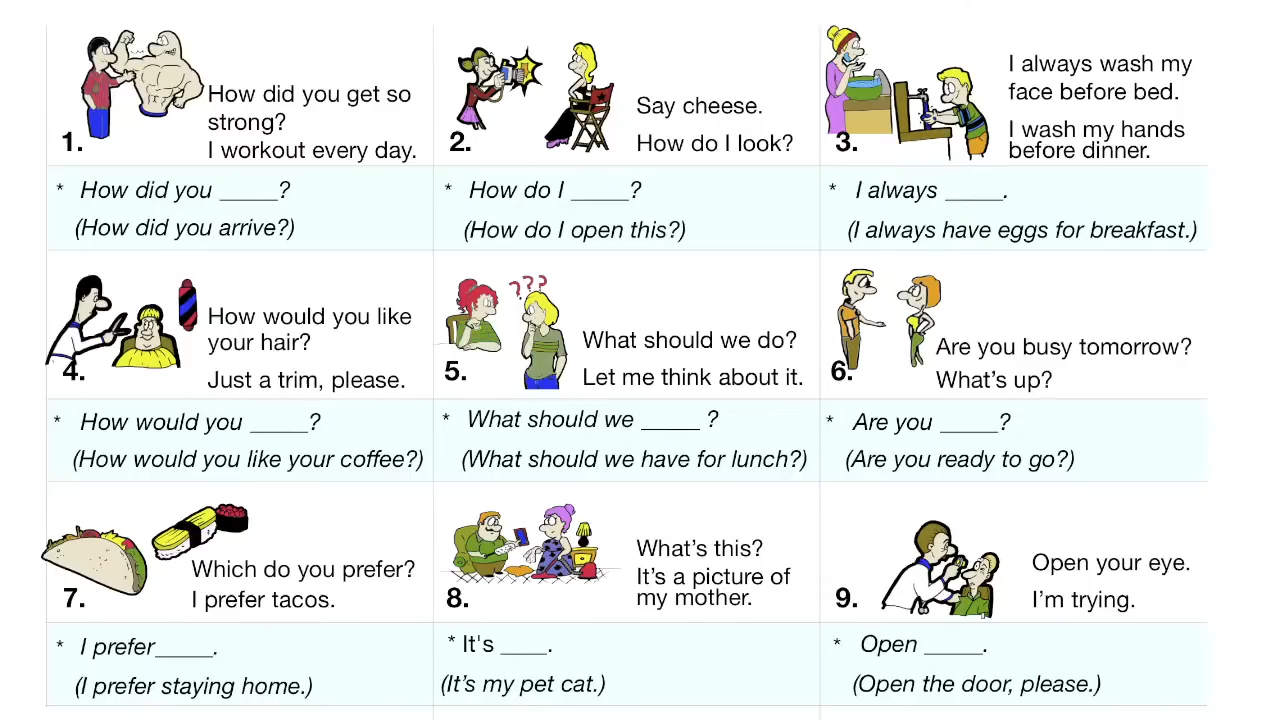 1.
How did you get so
strong?
I workout every day.
* How did you _____?
(How did you arrive?)
2.
Say cheese.
How do I look?
* How do I _____?
(How do I open this?)
3.
I always wash my
face before bed.
I wash my hands
before dinner.
* I always _____.
(I always have eggs for breakfast.)
4.
How would you like
your hair?
Just a trim, please.
* How would you _____?
(How would you like your coffee?)
5.
???
What should we do?
Let me think about it.
* What should we _____ ?
(What should we have for lunch?)
6.
Are you busy tomorrow?
What's up?
* Are you _____?
(Are you ready to go?)
7.
Which do you prefer?
I prefer tacos.
* I prefer_____.
(I prefer staying home.)
8.
What's this?
It's a picture of
my mother.
* It's ____.
(It's my pet cat.)
9.
Open your eye.
I'm trying.
* Open _____.
(Open the door, please.)